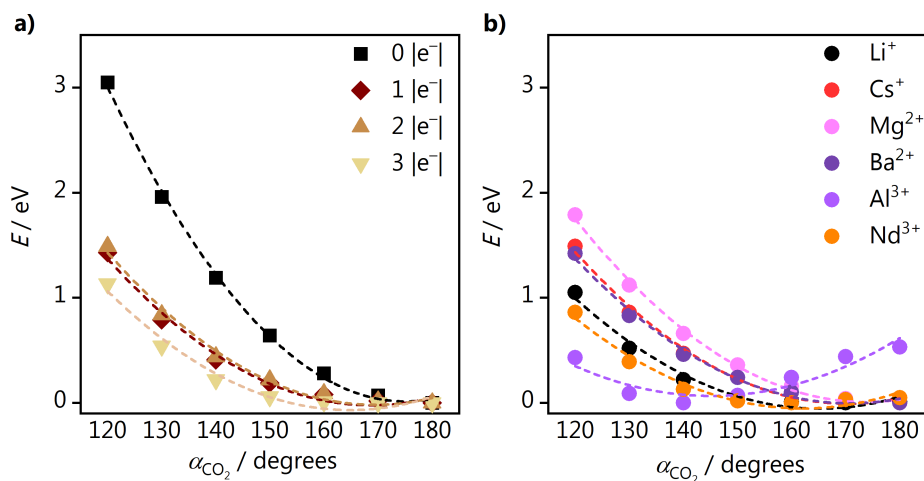 a)
0 |e⁻|
1 |e⁻|
2 |e⁻|
3 |e⁻|
E / eV
3
2
1
0
120 130 140 150 160 170 180
α_CO₂ / degrees
b)
Li⁺
Cs⁺
Mg²⁺
Ba²⁺
Al³⁺
Nd³⁺
E / eV
3
2
1
0
120 130 140 150 160 170 180
α_CO₂ / degrees